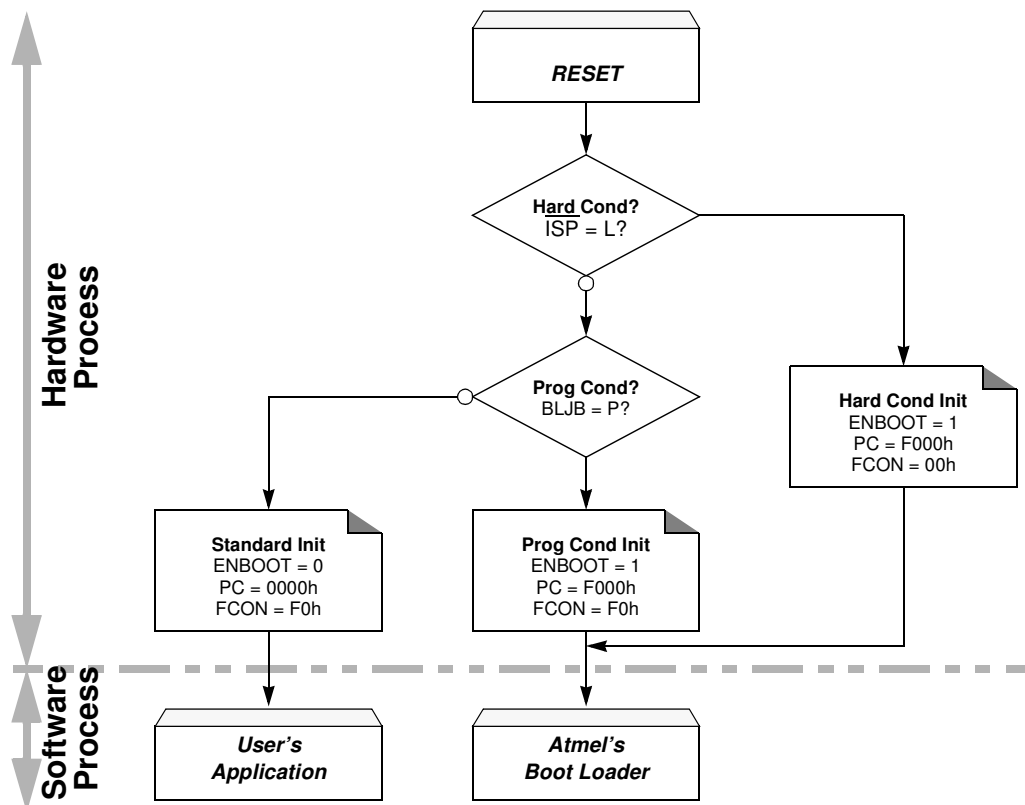 RESET
Hard Cond?
ISP = L?
Prog Cond?
BLJB = P?
Hard Cond Init
ENBOOT = 1
PC = F000h
FCON = 00h
Standard Init
ENBOOT = 0
PC = 0000h
FCON = F0h
Prog Cond Init
ENBOOT = 1
PC = F000h
FCON = F0h
User's
Application
Atmel's
Boot Loader
Hardware
Process
Software
Process